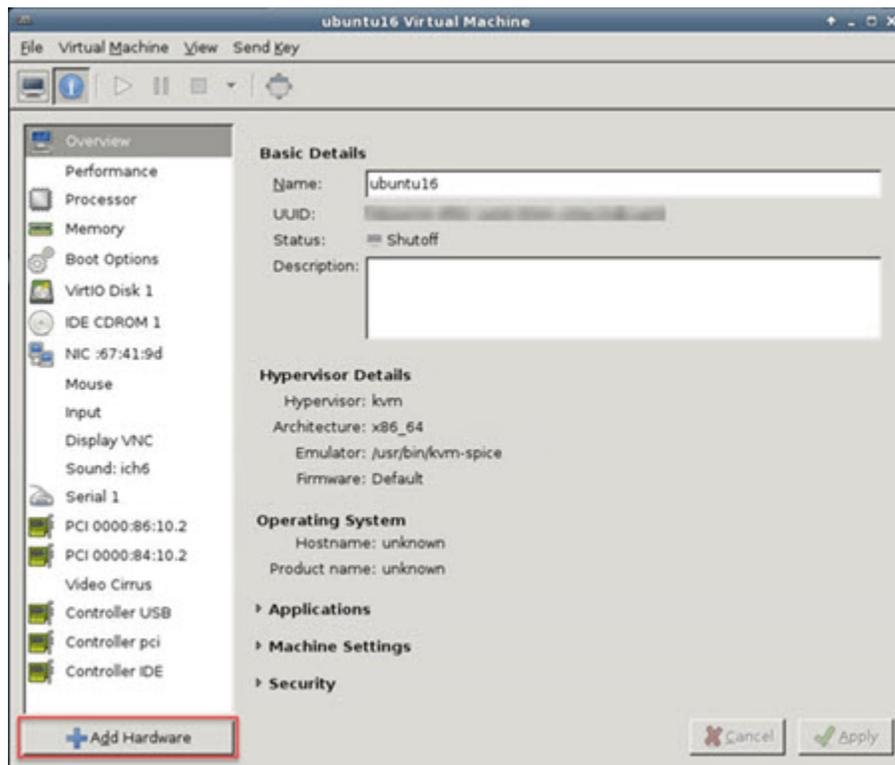 ubuntu16 Virtual Machine
File Virtual Machine View Send Key
Overview
Performance
Processor
Memory
Boot Options
VirtIO Disk 1
IDE CDROM 1
NIC :67:41:9d
Mouse
Input
Display VNC
Sound: ich6
Serial 1
PCI 0000:86:10.2
PCI 0000:84:10.2
Video Cirrus
Controller USB
Controller pci
Controller IDE
Add Hardware
Basic Details
Name: ubuntu16
UUID:
Status: Shutoff
Description:
Hypervisor Details
Hypervisor: kvm
Architecture: x86_64
Emulator: /usr/bin/kvm-spice
Firmware: Default
Operating System
Hostname: unknown
Product name: unknown
Applications
Machine Settings
Security
Cancel Apply